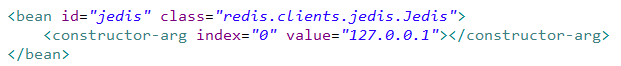 <bean id="jedis" class="redis.clients.jedis.Jedis">
    <constructor-arg index="0" value="127.0.0.1"></constructor-arg>
</bean>